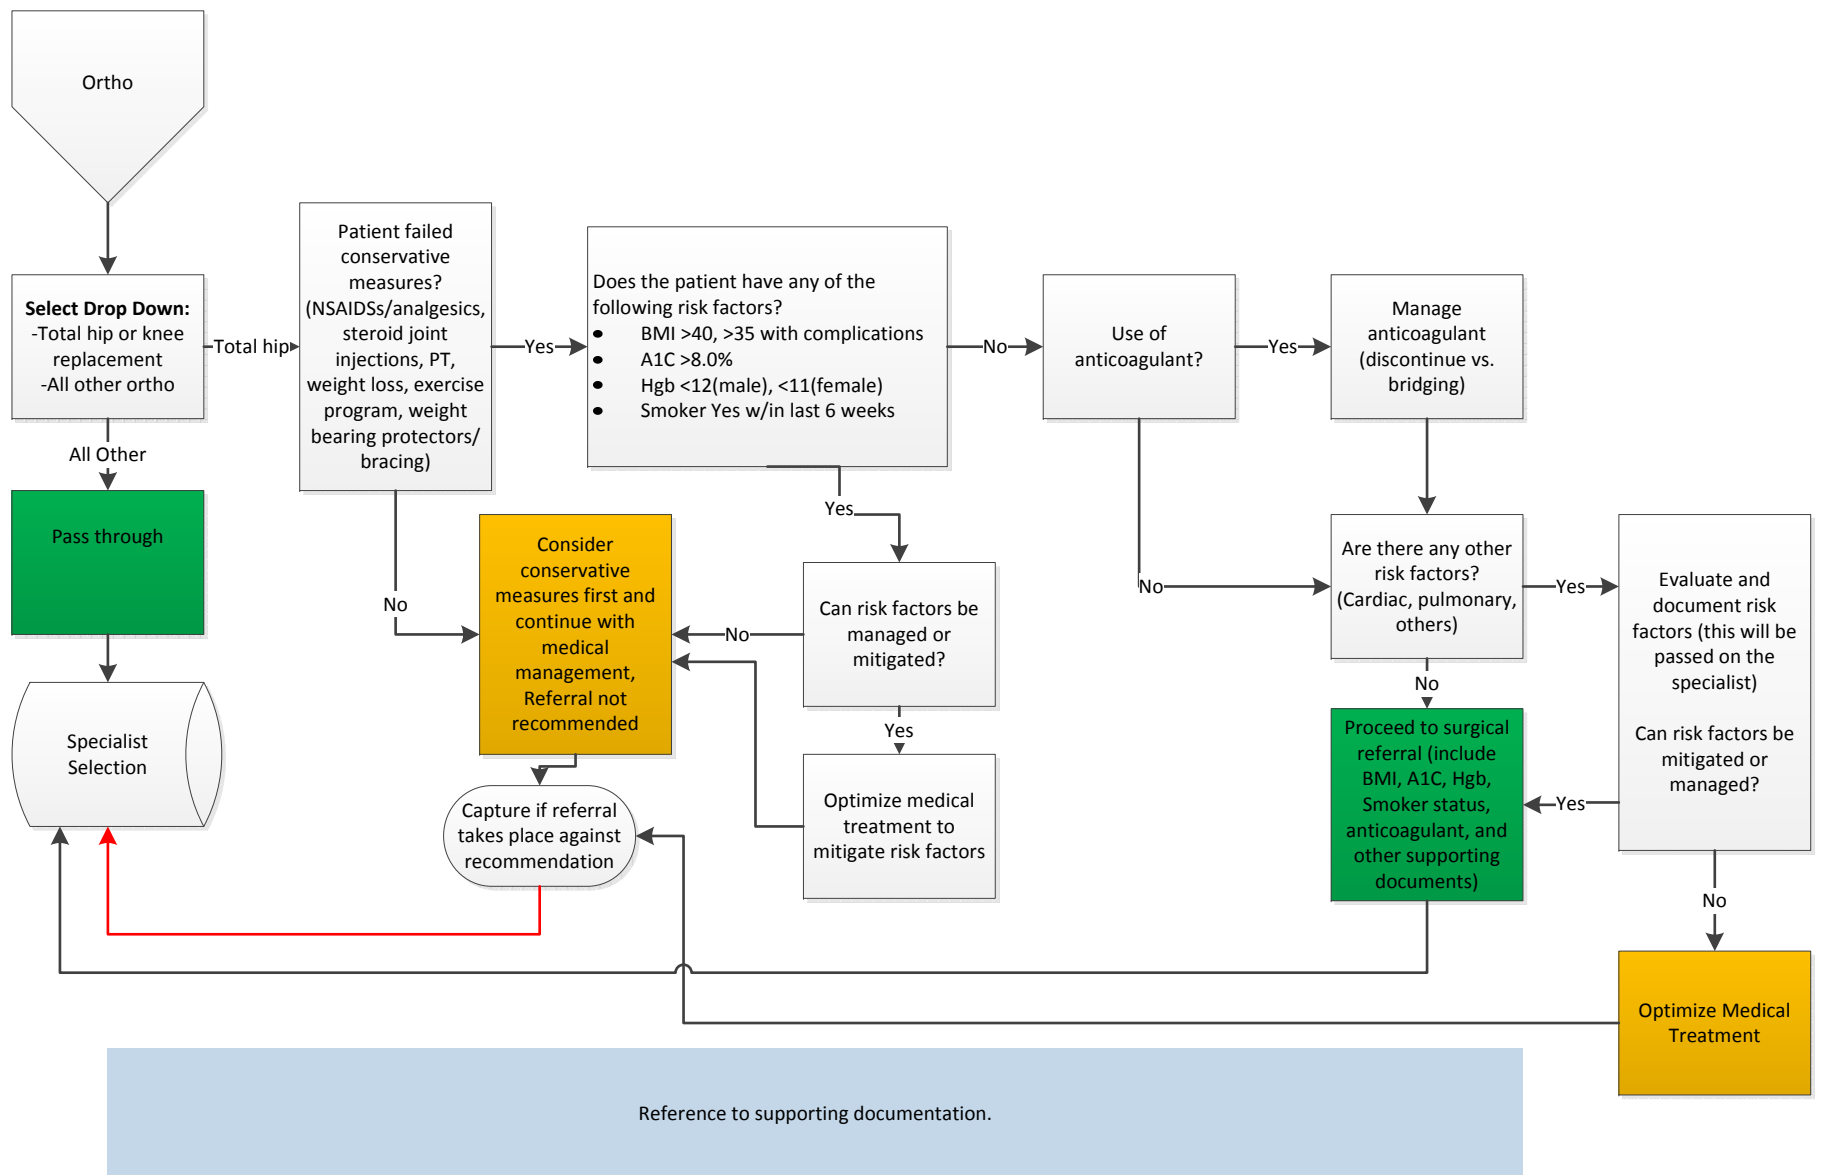 Ortho
Select Drop Down:
-Total hip or knee
replacement
-All other ortho
Total hip
All Other
Pass through
Specialist
Selection
Patient failed
conservative
measures?
(NSAIDSs/analgesics,
steroid joint
injections, PT,
weight loss, exercise
program, weight
bearing protectors/
bracing)
Yes
No
Does the patient have any of the
following risk factors?
● BMI >40, >35 with complications
● A1C >8.0%
● Hgb <12(male), <11(female)
● Smoker Yes w/in last 6 weeks
No
Yes
Consider
conservative
measures first and
continue with
medical
management,
Referral not
recommended
Capture if referral
takes place against
recommendation
Can risk factors be
managed or
mitigated?
No
Yes
Optimize medical
treatment to
mitigate risk factors
Use of
anticoagulant?
Yes
No
Manage
anticoagulant
(discontinue vs.
bridging)
Are there any other
risk factors?
(Cardiac, pulmonary,
others)
Yes
No
Proceed to surgical
referral (include
BMI, A1C, Hgb,
Smoker status,
anticoagulant, and
other supporting
documents)
Evaluate and
document risk
factors (this will be
passed on the
specialist)
Can risk factors be
mitigated or
managed?
Yes
No
Optimize Medical
Treatment
Reference to supporting documentation.